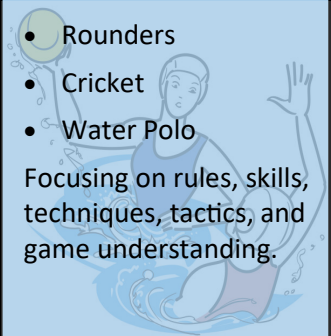 • Rounders
• Cricket
• Water Polo
Focusing on rules, skills,
techniques, tactics, and
game understanding.